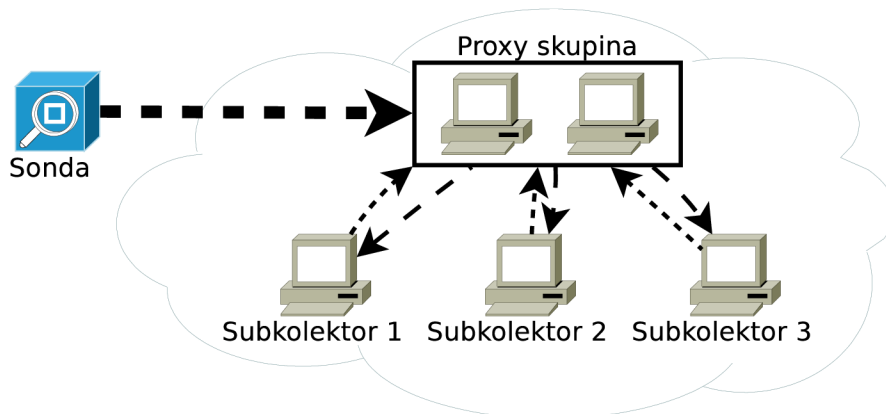 Proxy skupina
Sonda
Subkolektor 1
Subkolektor 2
Subkolektor 3